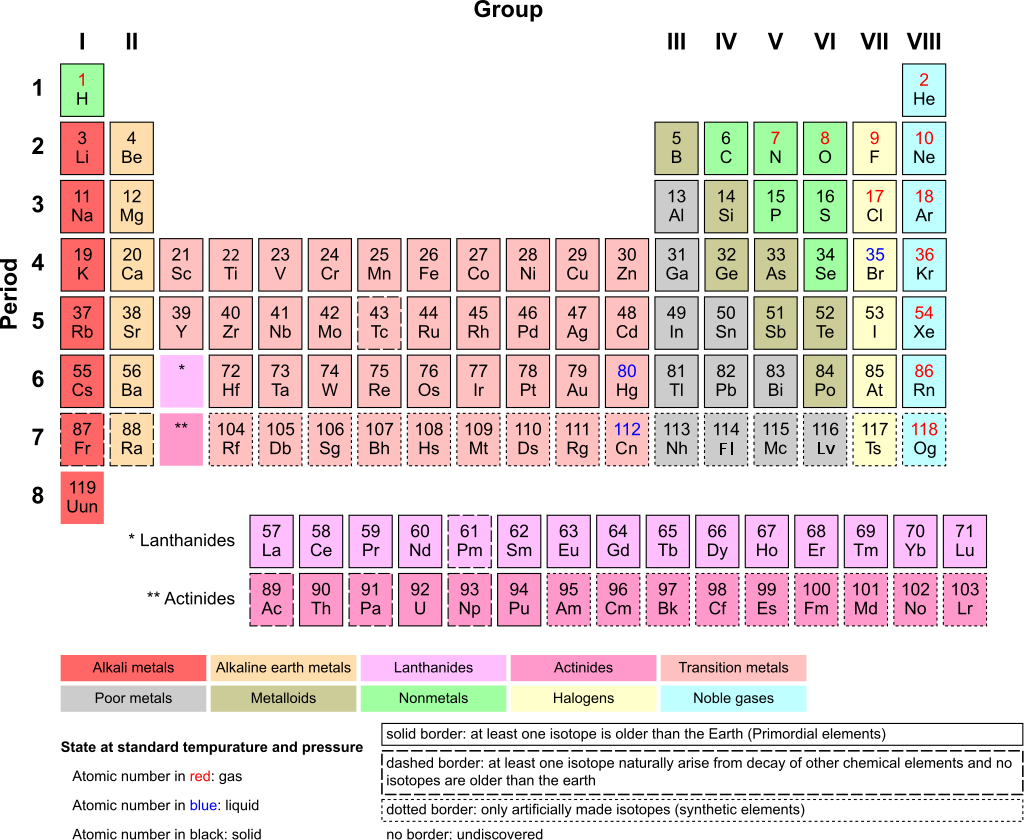 Group
I II III IV V VI VII VIII
1 1 2
H He
2 3 4 5 6 7 8 9 10
Li Be B C N O F Ne
3 11 12 13 14 15 16 17 18
Na Mg Al Si P S Cl Ar
4 19 20 21 22 23 24 25 26 27 28 29 30 31 32 33 34 35 36
K Ca Sc Ti V Cr Mn Fe Co Ni Cu Zn Ga Ge As Se Br Kr
Period
5 37 38 39 40 41 42 43 44 45 46 47 48 49 50 51 52 53 54
Rb Sr Y Zr Nb Mo Tc Ru Rh Pd Ag Cd In Sn Sb Te I Xe
6 55 56 * 72 73 74 75 76 77 78 79 80 81 82 83 84 85 86
Cs Ba Hf Ta W Re Os Ir Pt Au Hg Tl Pb Bi Po At Rn
7 87 88 ** 104 105 106 107 108 109 110 111 112 113 114 115 116 117 118
Fr Ra Rf Db Sg Bh Hs Mt Ds Rg Cn Nh Fl Mc Lv Ts Og
8 119
Uun
* Lanthanides 57 58 59 60 61 62 63 64 65 66 67 68 69 70 71
La Ce Pr Nd Pm Sm Eu Gd Tb Dy Ho Er Tm Yb Lu
** Actinides 89 90 91 92 93 94 95 96 97 98 99 100 101 102 103
Ac Th Pa U Np Pu Am Cm Bk Cf Es Fm Md No Lr
Alkali metals Alkaline earth metals Lanthanides Actinides Transition metals
Poor metals Metalloids Nonmetals Halogens Noble gases
State at standard tempurature and pressure
Atomic number in red: gas
Atomic number in blue: liquid
Atomic number in black: solid
solid border: at least one isotope is older than the Earth (Primordial elements)
dashed border: at least one isotope naturally arise from decay of other chemical elements and no
isotopes are older than the earth
dotted border: only artificially made isotopes (synthetic elements)
no border: undiscovered